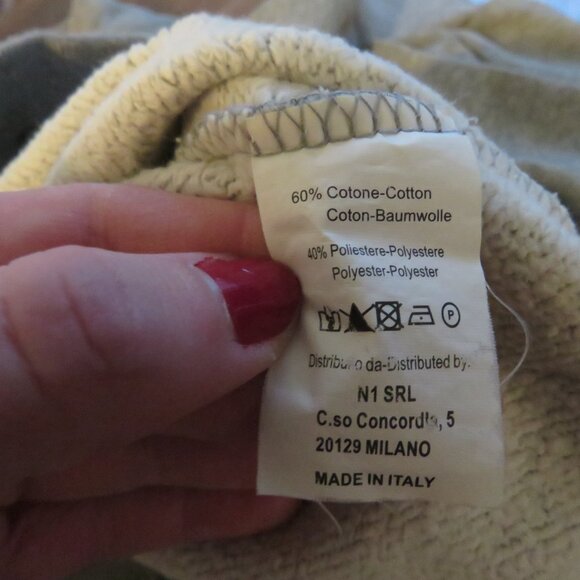 60% Cotone-Cotton
Coton-Baumwolle
40% Poliestere-Polyestere
Polyester-Polyester
P
Distribuito da-Distributed by:
N1 SRL
C.so Concordia, 5
20129 MILANO
MADE IN ITALY